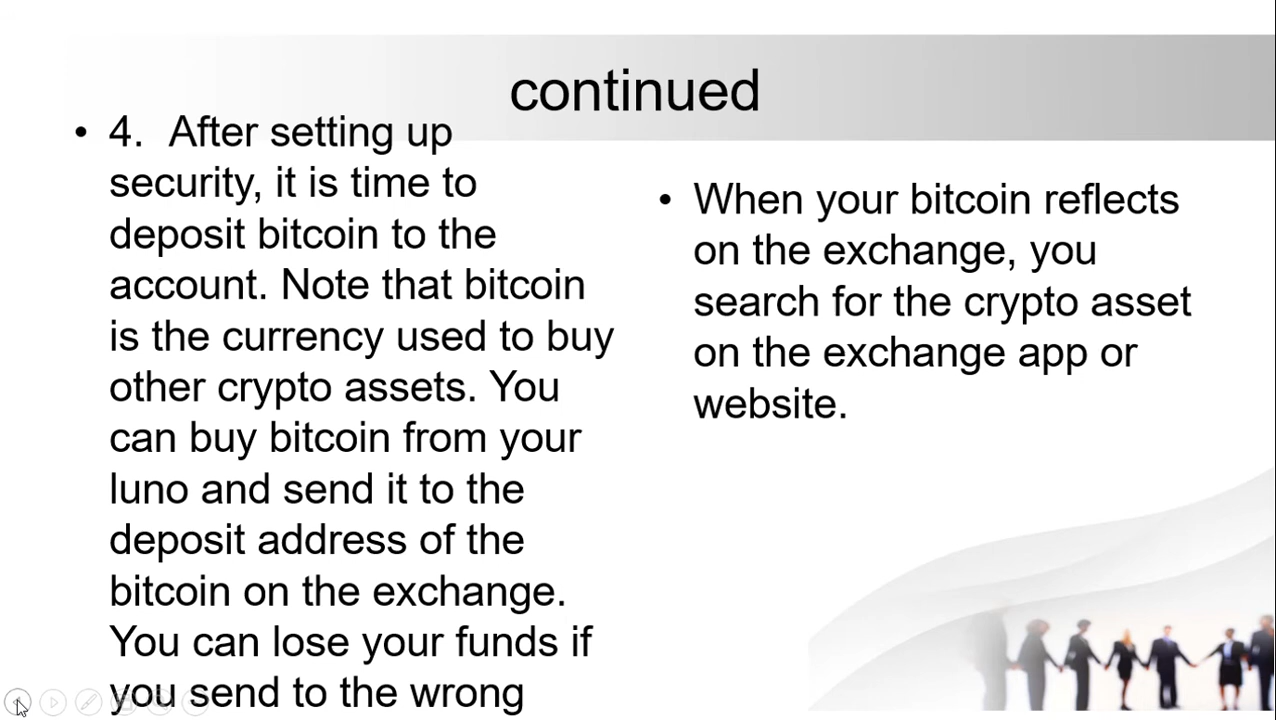 continued
• 4. After setting up
security, it is time to
deposit bitcoin to the
account. Note that bitcoin
is the currency used to buy
other crypto assets. You
can buy bitcoin from your
luno and send it to the
deposit address of the
bitcoin on the exchange.
You can lose your funds if
you send to the wrong
• When your bitcoin reflects
on the exchange, you
search for the crypto asset
on the exchange app or
website.